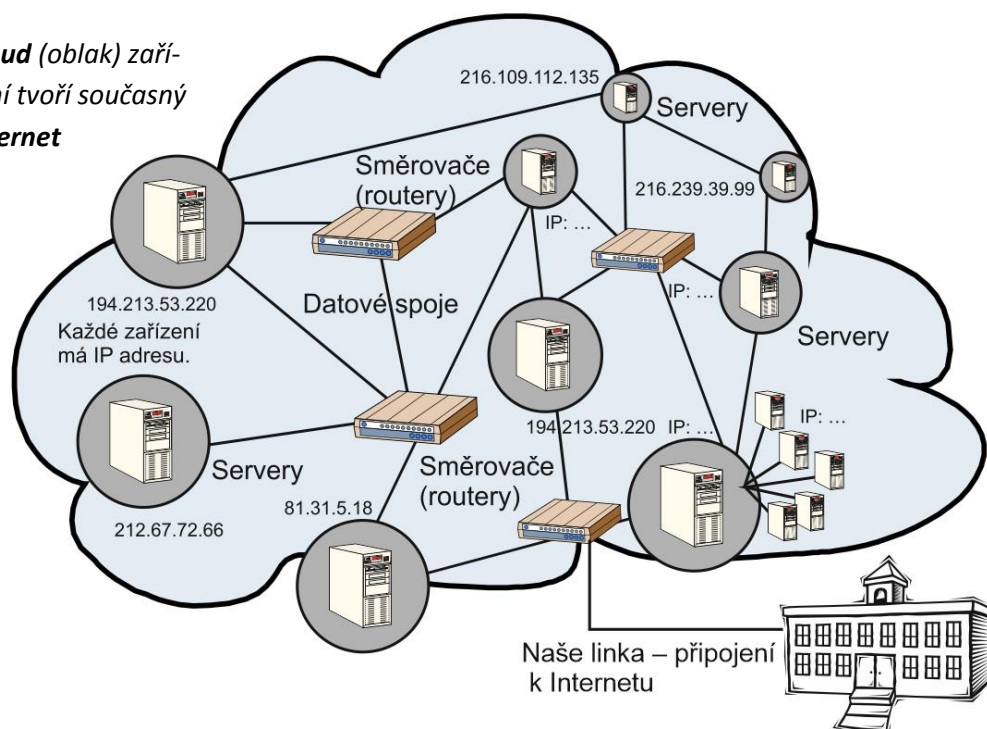 ud (oblak) zaří-
ní tvoří současný
ernet
216.109.112.135
Servery
Směrovače
(routery)
216.239.39.99
IP: ...
194.213.53.220
Každé zařízení
má IP adresu.
Datové spoje
IP: ...
Servery
194.213.53.220
IP: ...
IP: ...
Servery
212.67.72.66
81.31.5.18
Směrovače
(routery)
Naše linka – připojení
k Internetu